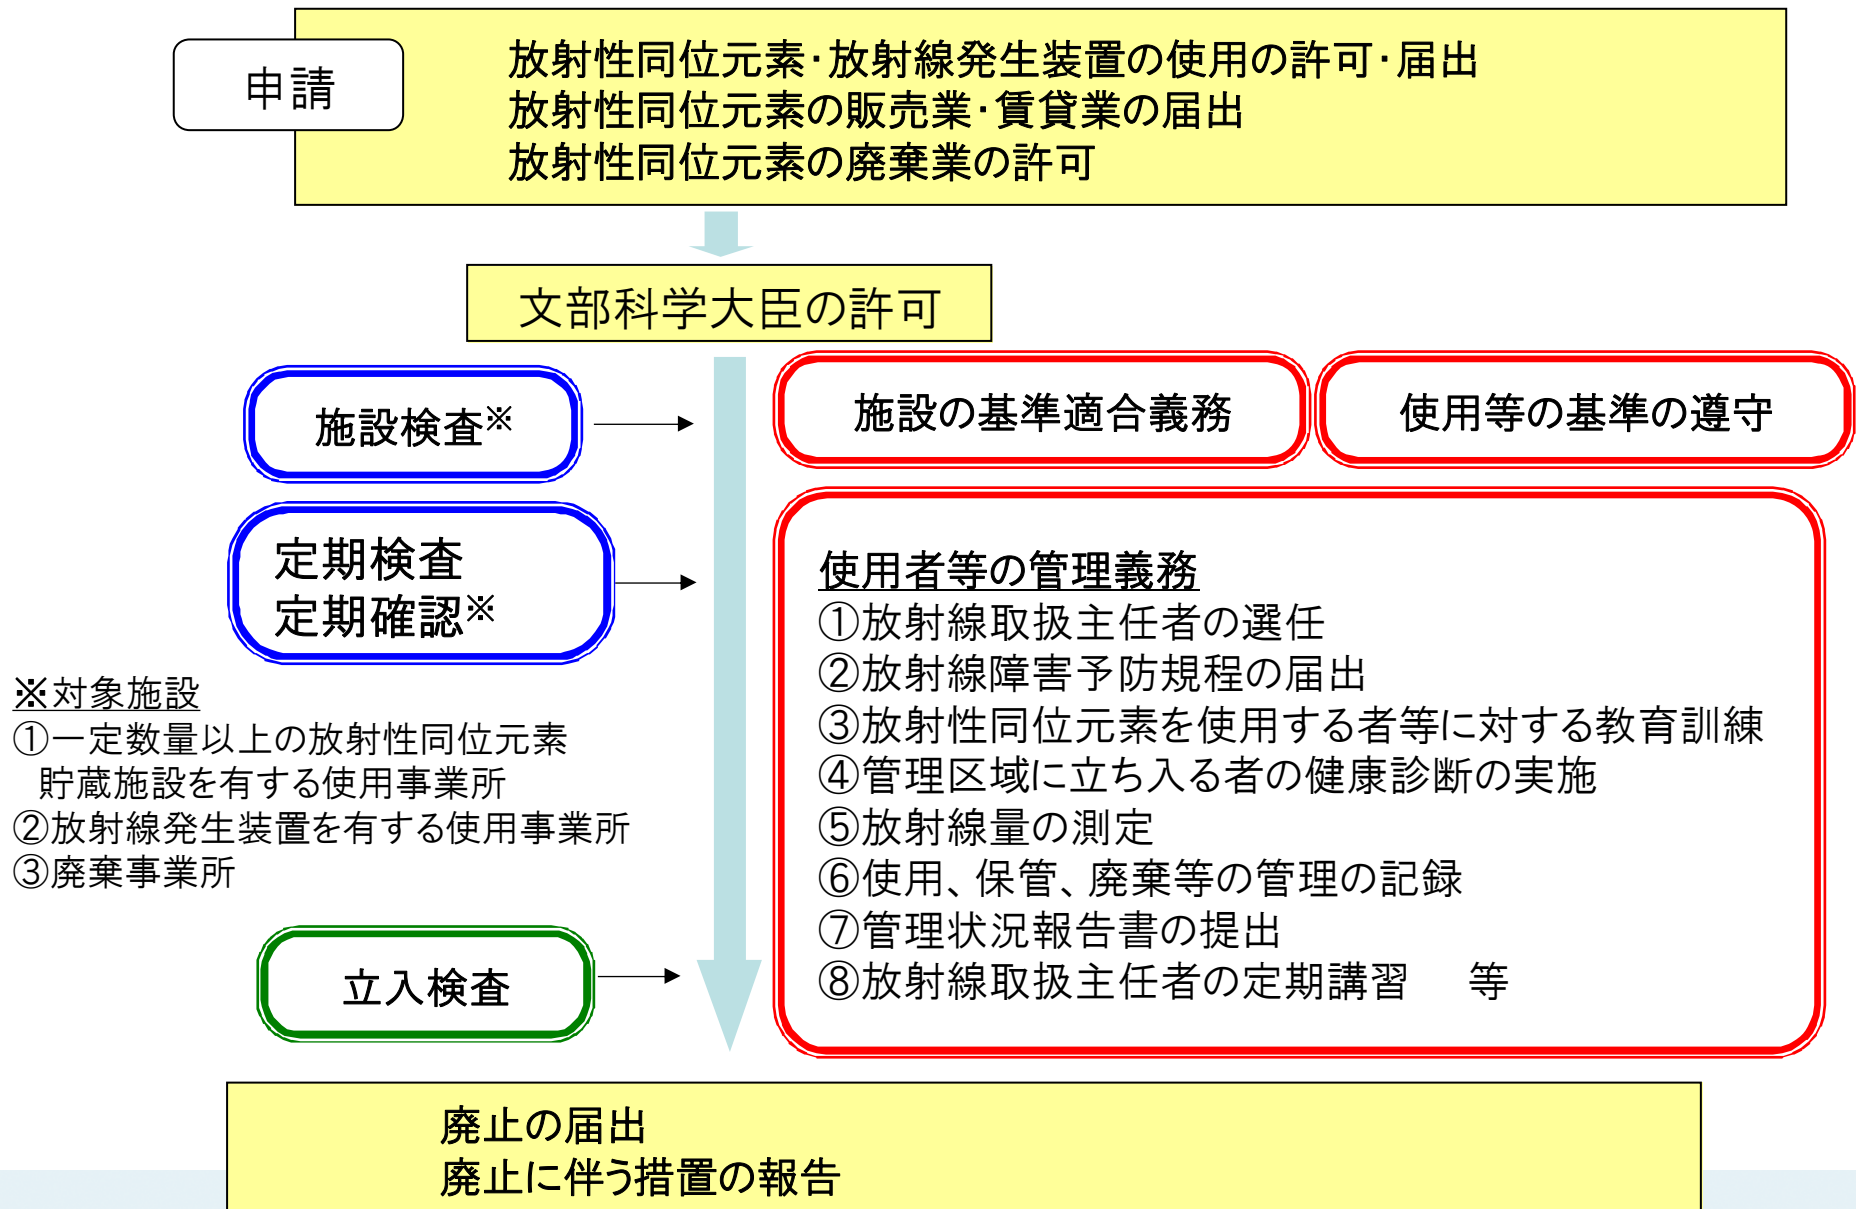 申請
放射性同位元素・放射線発生装置の使用の許可・届出
放射性同位元素の販売業・賃貸業の届出
放射性同位元素の廃棄業の許可
文部科学大臣の許可
施設検査※
施設の基準適合義務
使用等の基準の遵守
定期検査
定期確認※
※対象施設
①一定数量以上の放射性同位元素
貯蔵施設を有する使用事業所
②放射線発生装置を有する使用事業所
③廃棄事業所
立入検査
使用者等の管理義務
①放射線取扱主任者の選任
②放射線障害予防規程の届出
③放射性同位元素を使用する者等に対する教育訓練
④管理区域に立ち入る者の健康診断の実施
⑤放射線量の測定
⑥使用、保管、廃棄等の管理の記録
⑦管理状況報告書の提出
⑧放射線取扱主任者の定期講習　等
廃止の届出
廃止に伴う措置の報告